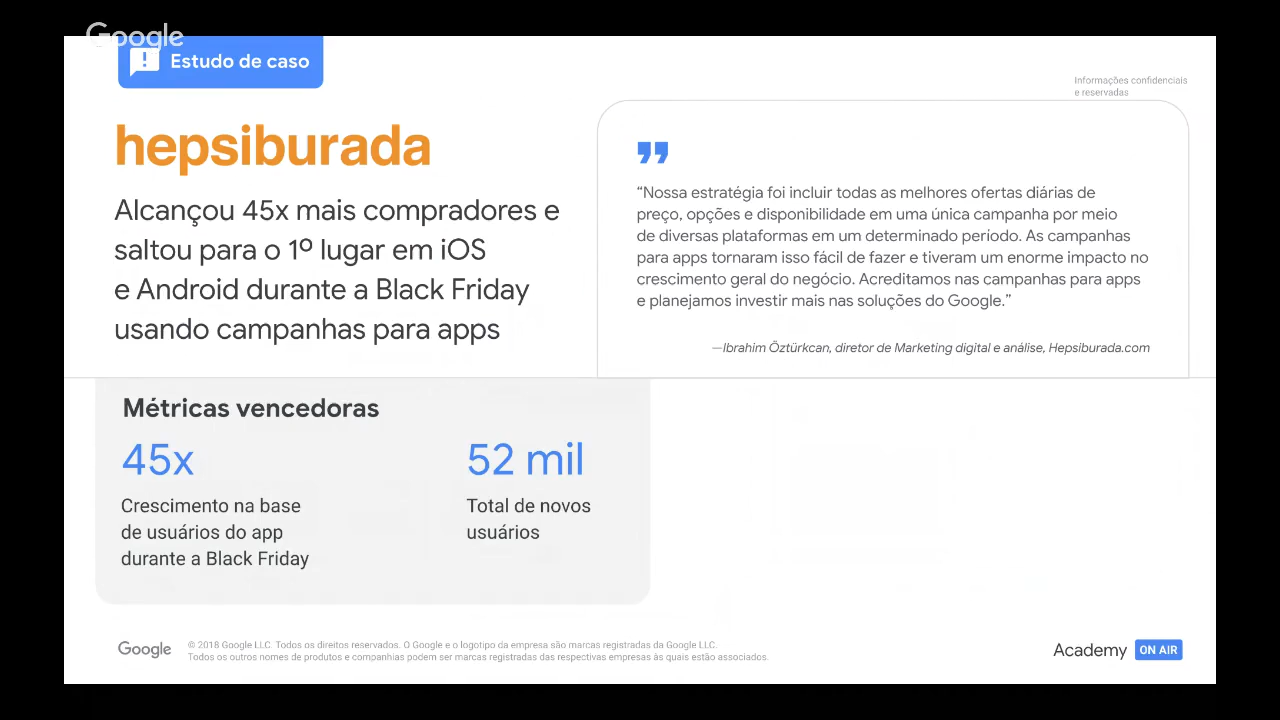 Google
Estudo de caso
Informações confidenciais
e reservadas
hepsiburada
Alcançou 45x mais compradores e
saltou para o 1º lugar em iOS
e Android durante a Black Friday
usando campanhas para apps
“Nossa estratégia foi incluir todas as melhores ofertas diárias de
preço, opções e disponibilidade em uma única campanha por meio
de diversas plataformas em um determinado período. As campanhas
para apps tornaram isso fácil de fazer e tiveram um enorme impacto no
crescimento geral do negócio. Acreditamos nas campanhas para apps
e planejamos investir mais nas soluções do Google.”
—Ibrahim Öztürkcan, diretor de Marketing digital e análise, Hepsiburada.com
Métricas vencedoras
45x
Crescimento na base
de usuários do app
durante a Black Friday
52 mil
Total de novos
usuários
Google
© 2018 Google LLC. Todos os direitos reservados. O Google e o logotipo da empresa são marcas registradas da Google LLC.
Todos os outros nomes de produtos e companhias podem ser marcas registradas das respectivas empresas às quais estão associados.
Academy ON AIR